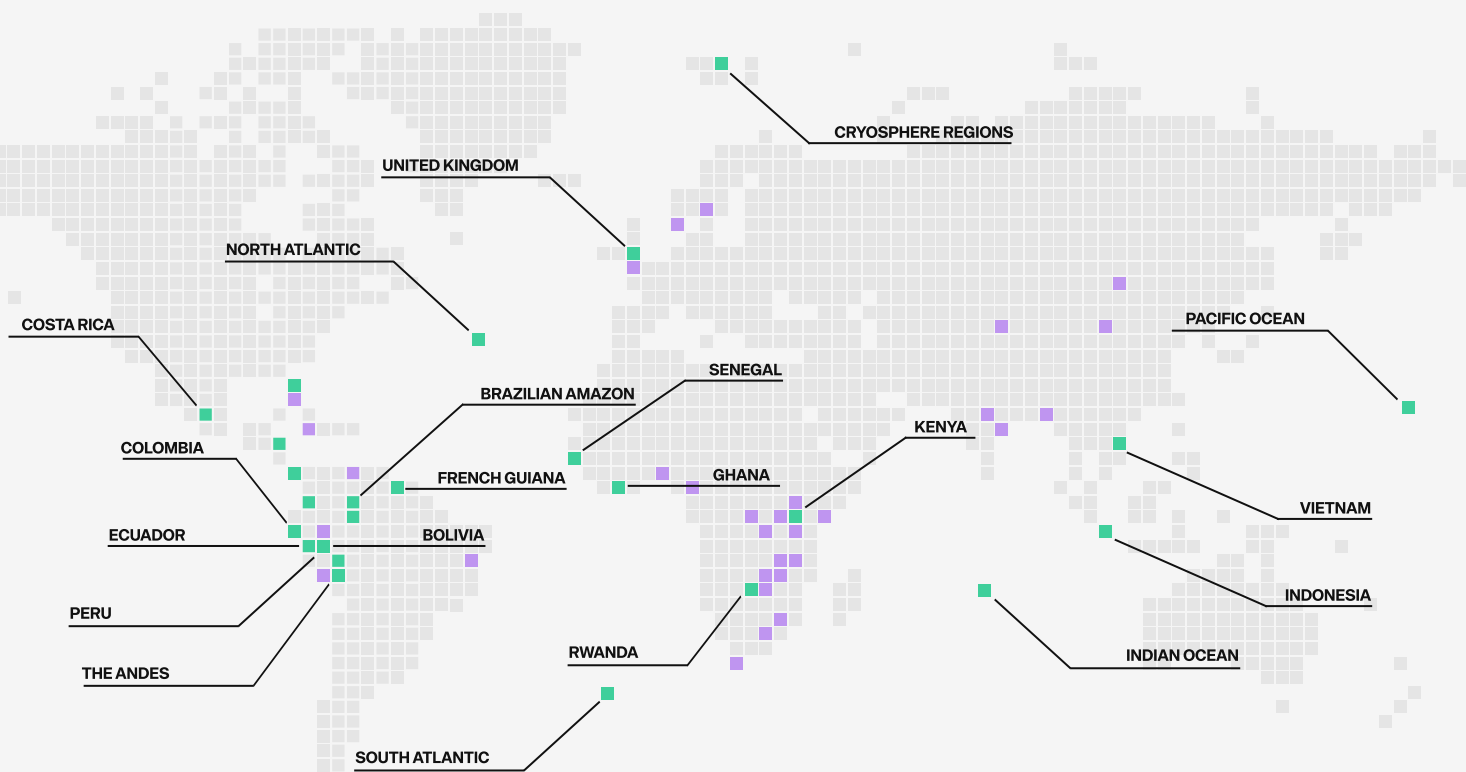 CRYOSPHERE REGIONS
UNITED KINGDOM
NORTH ATLANTIC
PACIFIC OCEAN
COSTA RICA
SENEGAL
BRAZILIAN AMAZON
KENYA
COLOMBIA
GHANA
FRENCH GUIANA
VIETNAM
ECUADOR
BOLIVIA
INDONESIA
PERU
RWANDA
INDIAN OCEAN
THE ANDES
SOUTH ATLANTIC